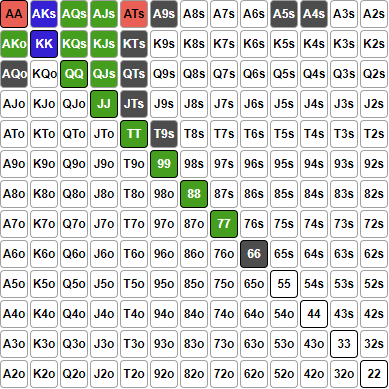 AA AKs AQs AJs ATs A9s A8s A7s A6s A5s A4s A3s A2s
AKo KK KQs KJs KTs K9s K8s K7s K6s K5s K4s K3s K2s
AQo KQo QQ QJs QTs Q9s Q8s Q7s Q6s Q5s Q4s Q3s Q2s
AJo KJo QJo JJ JTs J9s J8s J7s J6s J5s J4s J3s J2s
ATo KTo QTo JTo TT T9s T8s T7s T6s T5s T4s T3s T2s
A9o K9o Q9o J9o T9o 99 98s 97s 96s 95s 94s 93s 92s
A8o K8o Q8o J8o T8o 98o 88 87s 86s 85s 84s 83s 82s
A7o K7o Q7o J7o T7o 97o 87o 77 76s 75s 74s 73s 72s
A6o K6o Q6o J6o T6o 96o 86o 76o 66 65s 64s 63s 62s
A5o K5o Q5o J5o T5o 95o 85o 75o 65o 55 54s 53s 52s
A4o K4o Q4o J4o T4o 94o 84o 74o 64o 54o 44 43s 42s
A3o K3o Q3o J3o T3o 93o 83o 73o 63o 53o 43o 33 32s
A2o K2o Q2o J2o T2o 92o 82o 72o 62o 52o 42o 32o 22